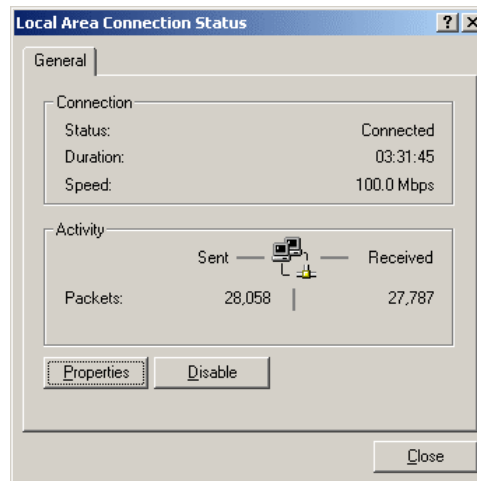 Local Area Connection Status
General
Connection
Status: Connected
Duration: 03:31:45
Speed: 100.0 Mbps
Activity
Sent Received
Packets: 28,058 27,787
Properties Disable
Close